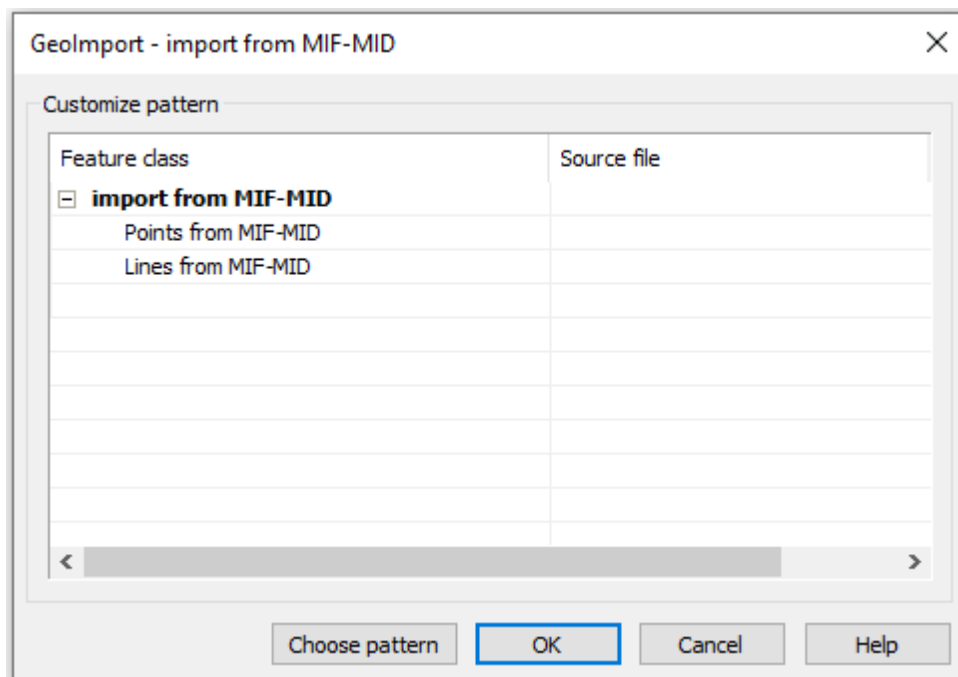 GeoImport - import from MIF-MID
Customize pattern
Feature class Source file
import from MIF-MID
Points from MIF-MID
Lines from MIF-MID
Choose pattern OK Cancel Help